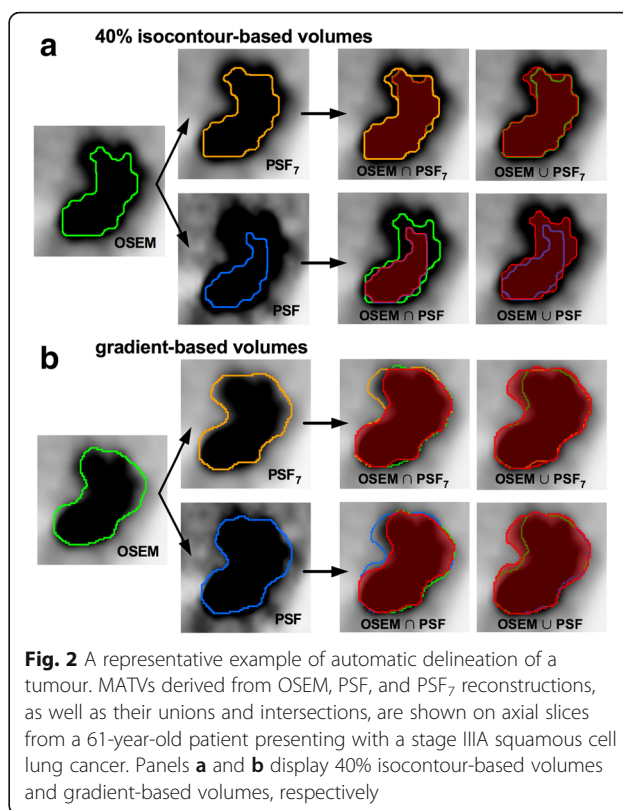 a
40% isocontour-based volumes
OSEM
PSF₇
OSEM ∩ PSF₇
OSEM ∪ PSF₇
PSF
OSEM ∩ PSF
OSEM ∪ PSF
b
gradient-based volumes
OSEM
PSF₇
OSEM ∩ PSF₇
OSEM ∪ PSF₇
PSF
OSEM ∩ PSF
OSEM ∪ PSF
Fig. 2 A representative example of automatic delineation of a
tumour. MATVs derived from OSEM, PSF, and PSF₇ reconstructions,
as well as their unions and intersections, are shown on axial slices
from a 61-year-old patient presenting with a stage IIIA squamous cell
lung cancer. Panels a and b display 40% isocontour-based volumes
and gradient-based volumes, respectively